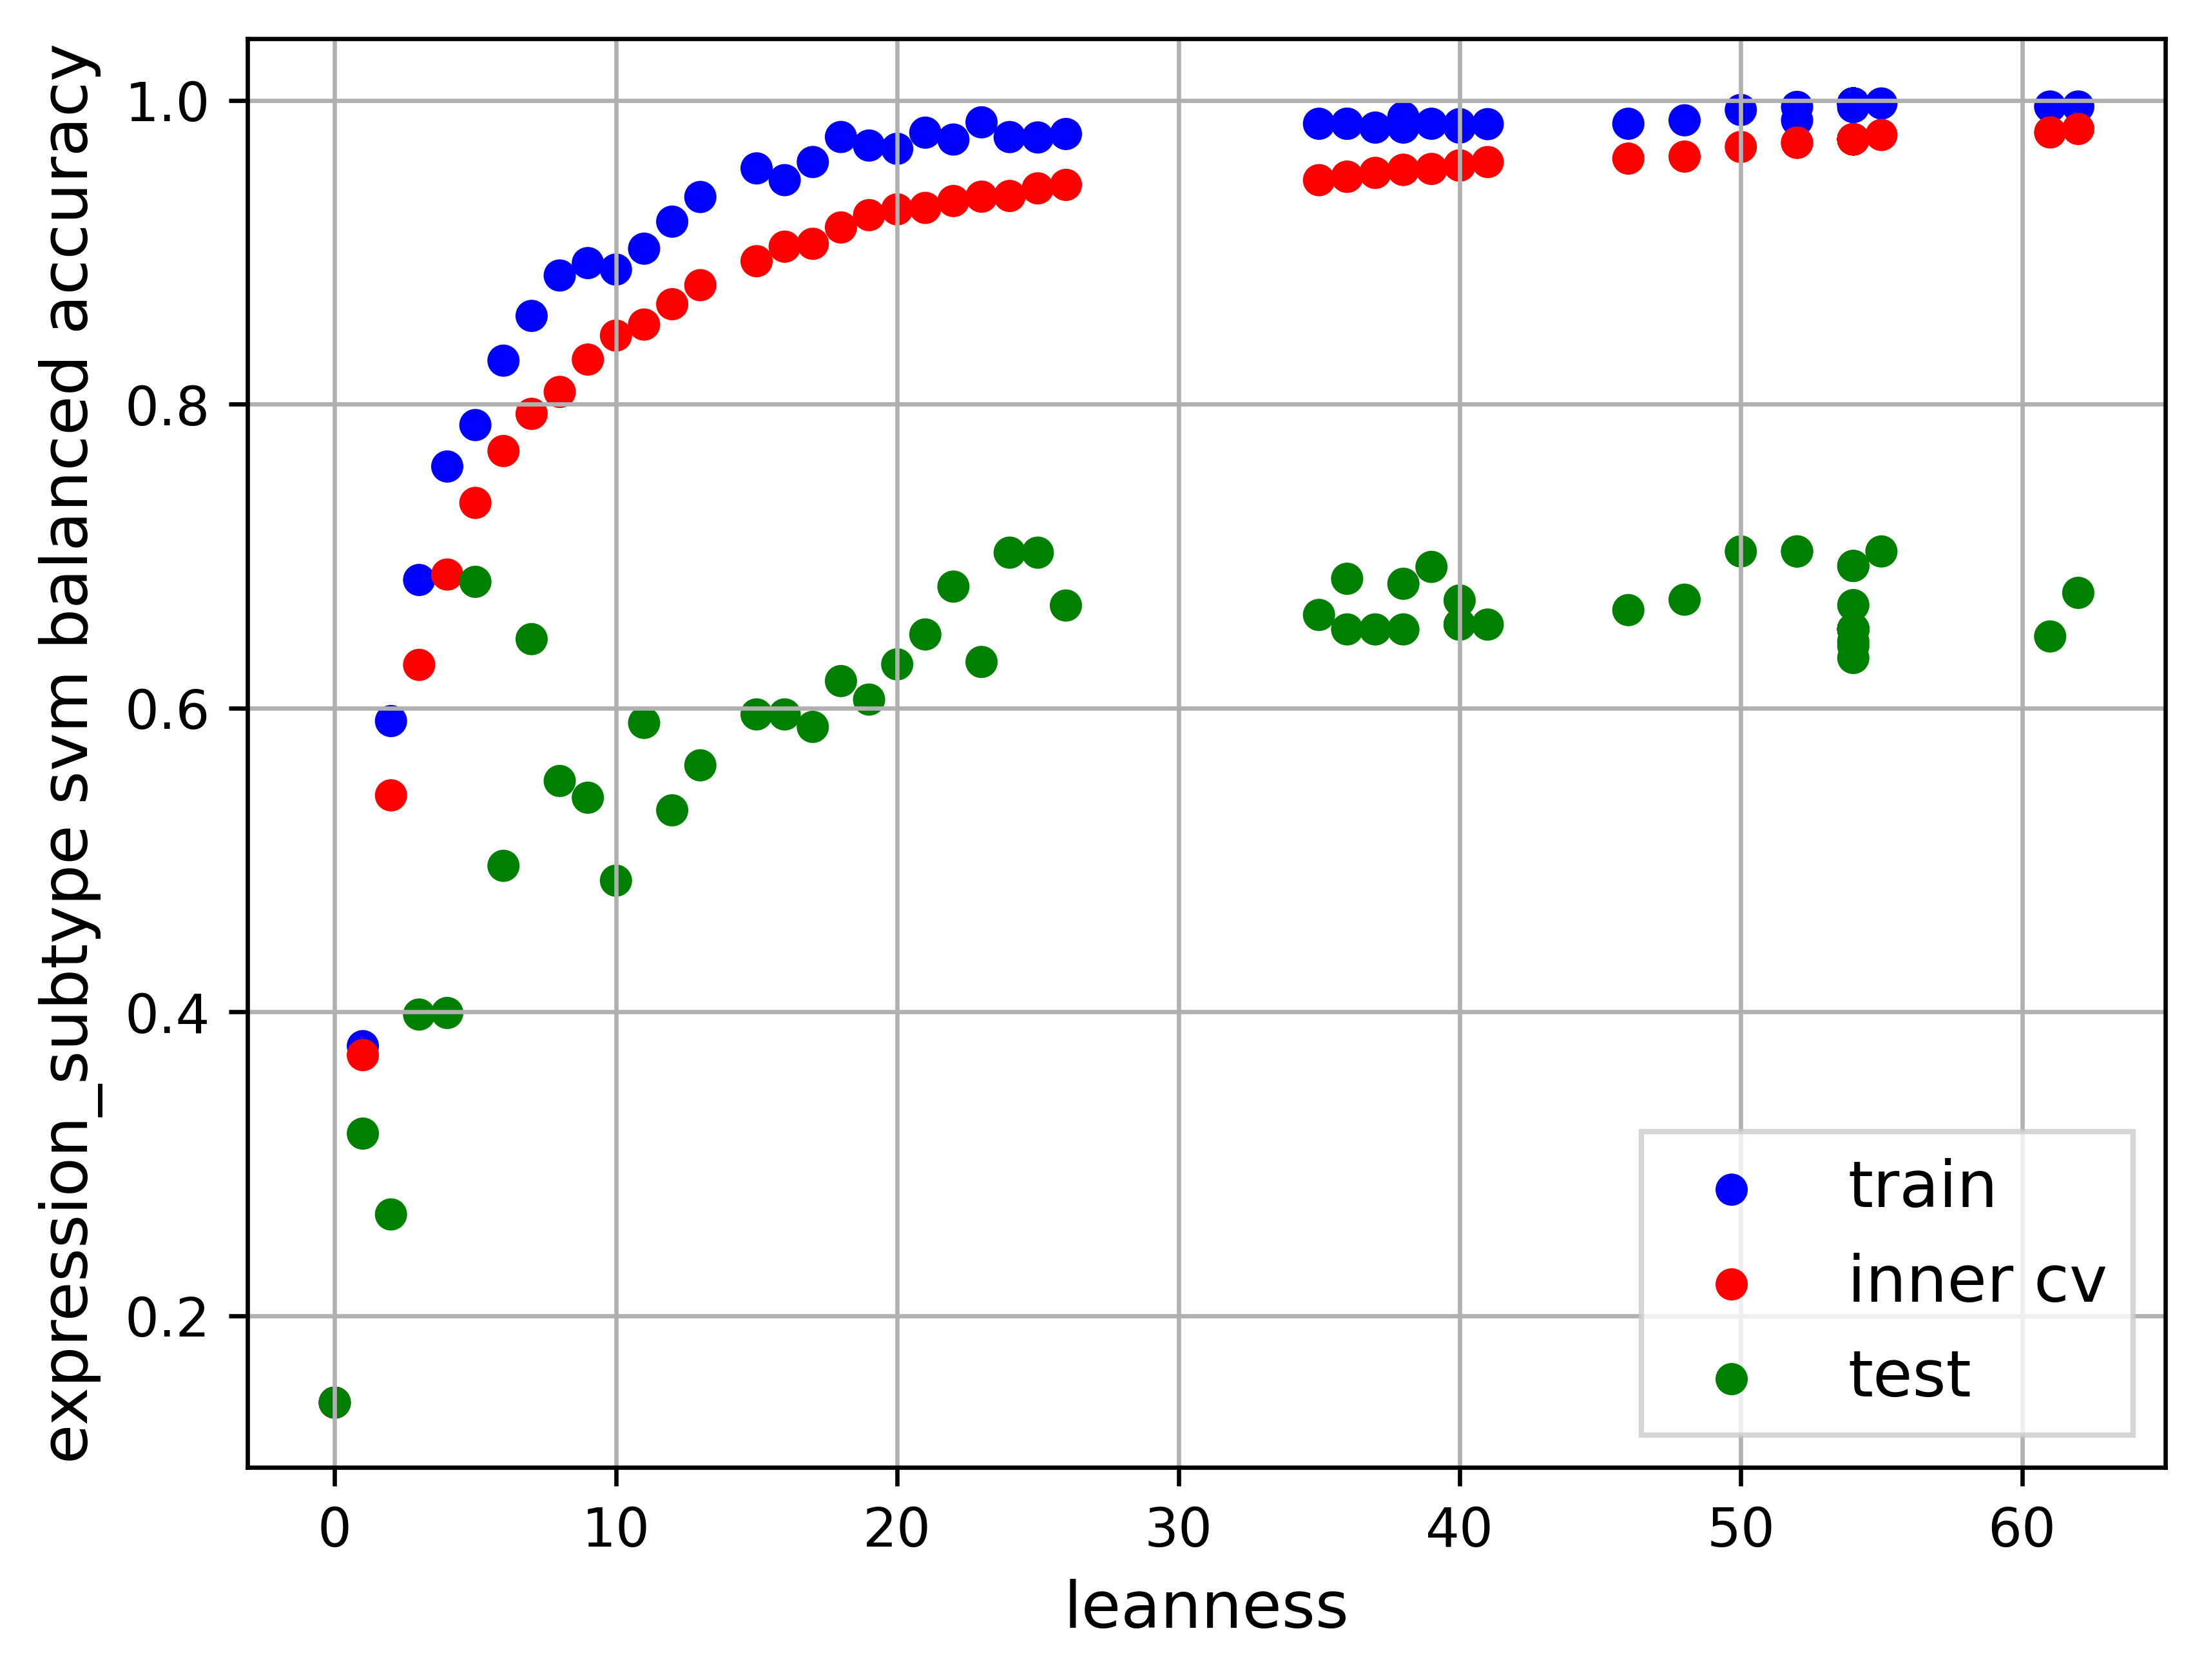 expression_subtype svm balanced accuracy
1.0
0.8
0.6
0.4
0.2
0 10 20 30 40 50 60
leanness
train
inner cv
test